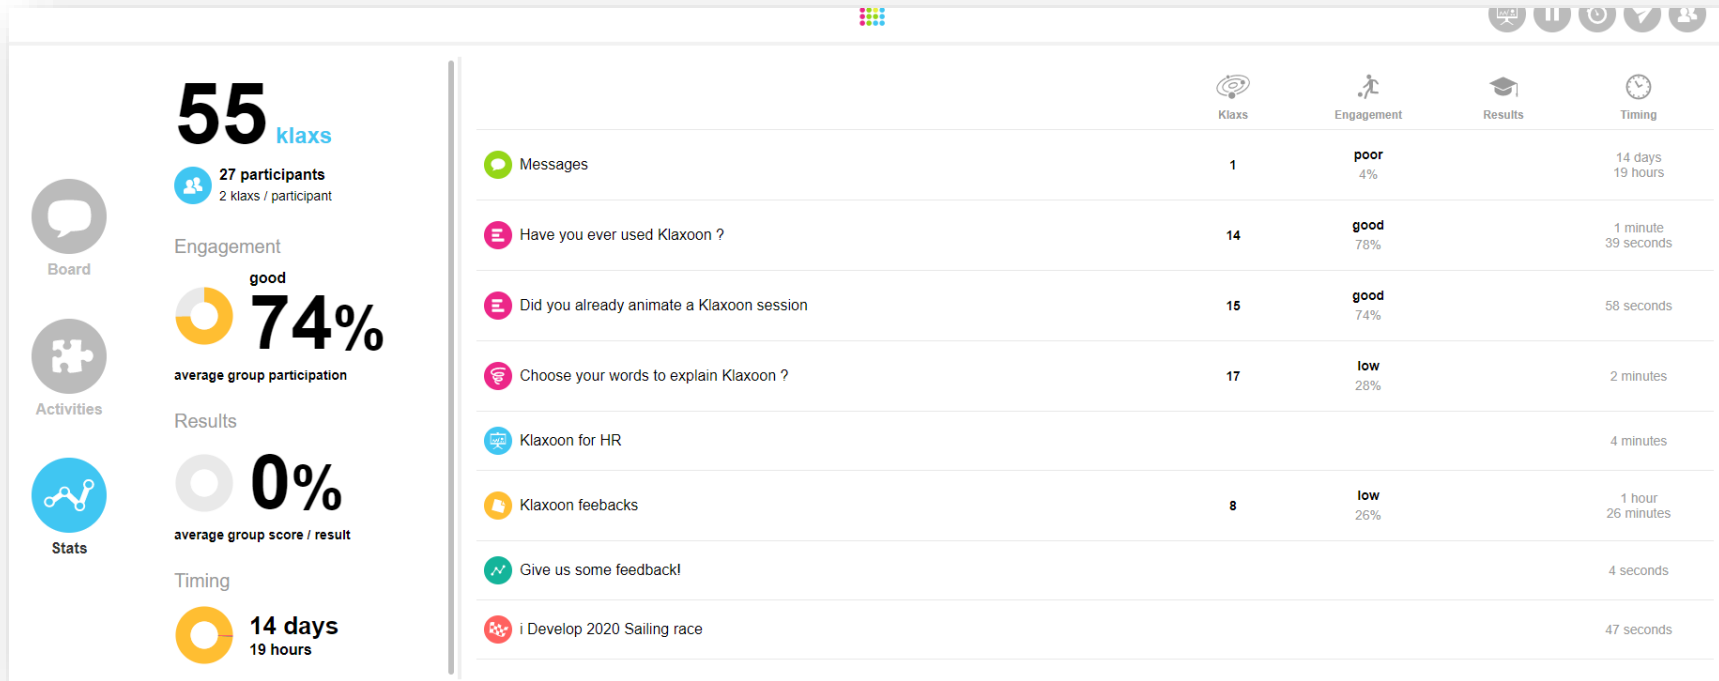 55 klaxs
27 participants
2 klaxs / participant
Engagement
good
74%
average group participation
Results
0%
average group score / result
Timing
14 days
19 hours
Board
Activities
Stats
Klaxs Engagement Results Timing
Messages 1 poor 4% 14 days 19 hours
Have you ever used Klaxoon ? 14 good 78% 1 minute 39 seconds
Did you already animate a Klaxoon session 15 good 74% 58 seconds
Choose your words to explain Klaxoon ? 17 low 28% 2 minutes
Klaxoon for HR 4 minutes
Klaxoon feebacks 8 low 26% 1 hour 26 minutes
Give us some feedback! 4 seconds
i Develop 2020 Sailing race 47 seconds